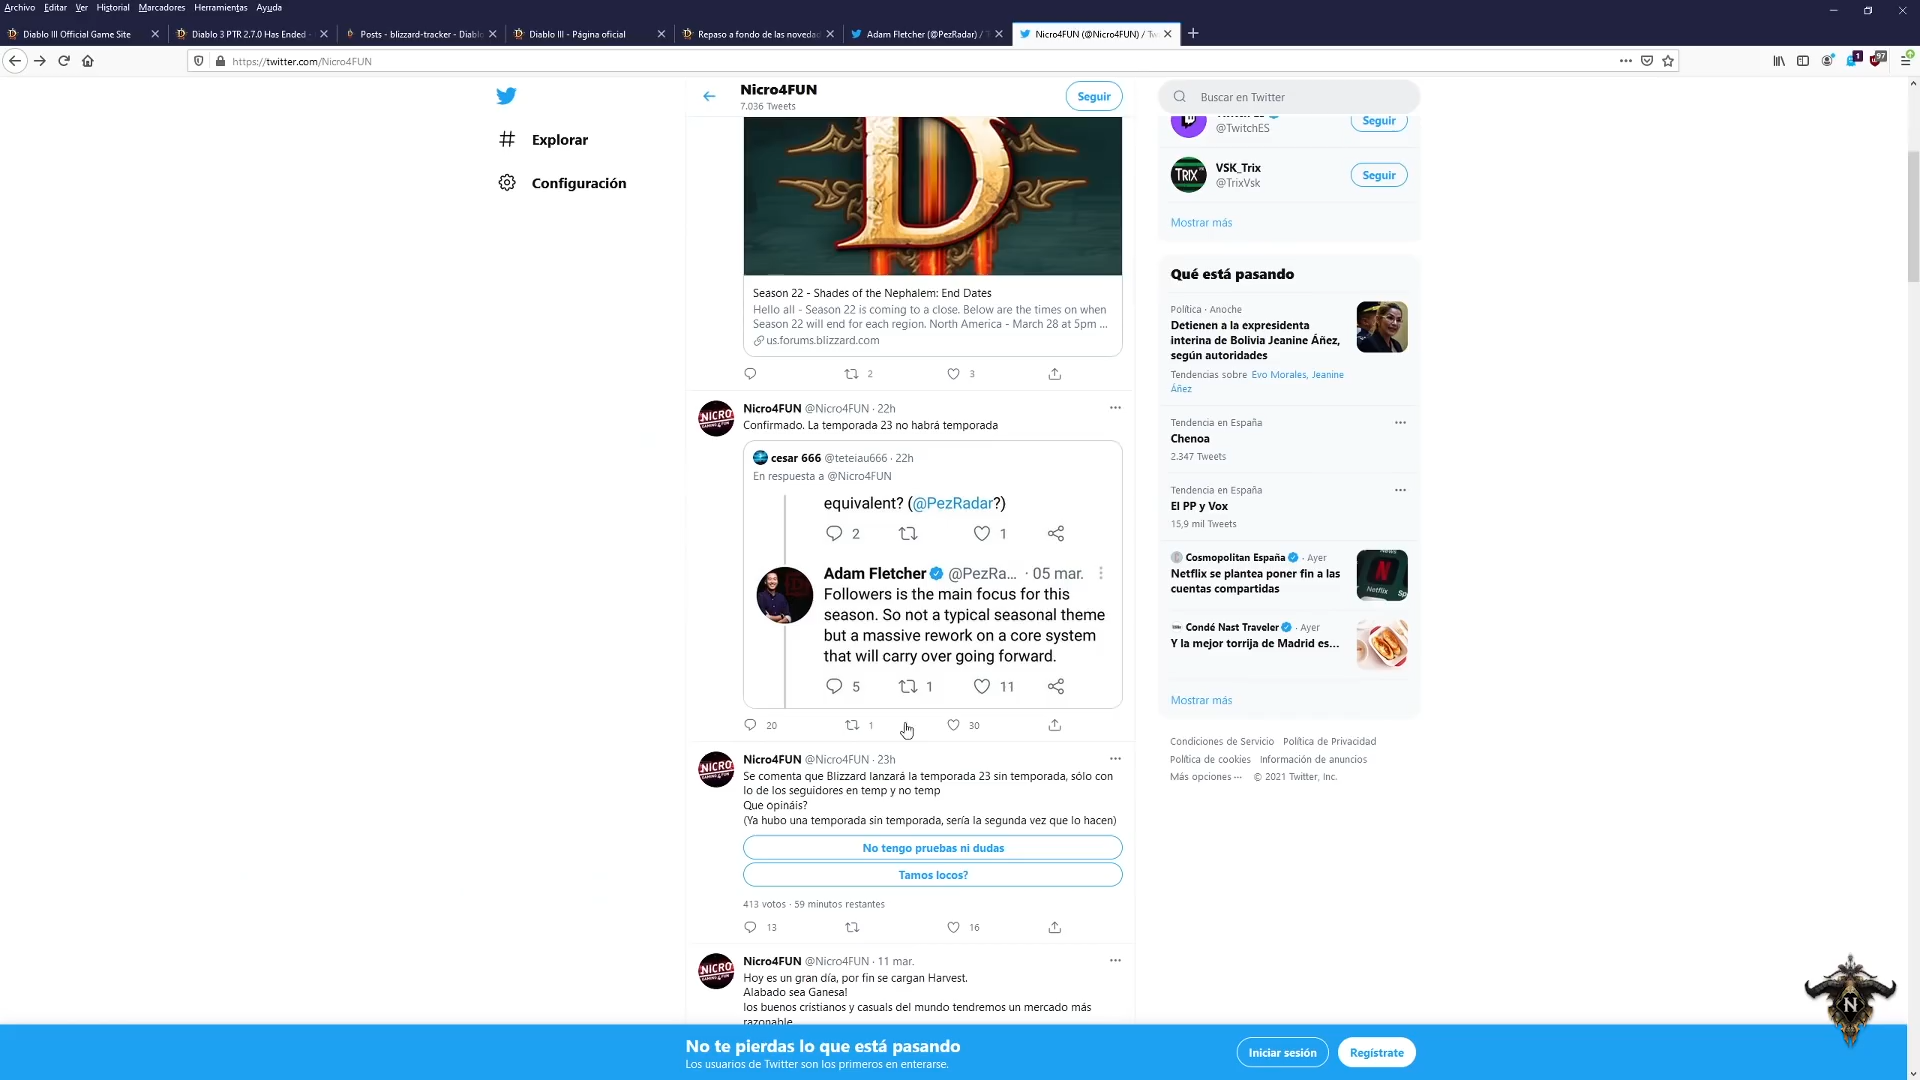 Archivo Editar Ver Historial Marcadores Herramientas Ayuda
Diablo III Official Game Site
Diablo 3 PTR 2.7.0 Has Ended -
Posts - blizzard-tracker - Diablo
Diablo III - Página oficial
Repaso a fondo de las novedad
Adam Fletcher (@PezRadar) /
Nicro4FUN (@Nicro4FUN) / Tw
https://twitter.com/Nicro4FUN
1
97
Explorar
Configuración
Nicro4FUN
7.036 Tweets
Seguir
Season 22 - Shades of the Nephalem: End Dates
Hello all - Season 22 is coming to a close. Below are the times on when
Season 22 will end for each region. North America - March 28 at 5pm ...
us.forums.blizzard.com
2 3
Nicro4FUN @Nicro4FUN · 22h
Confirmado. La temporada 23 no habrá temporada
cesar 666 @teteiau666 · 22h
En respuesta a @Nicro4FUN
equivalent? (@PezRadar?)
2 1
Adam Fletcher @PezRa... · 05 mar.
Followers is the main focus for this
season. So not a typical seasonal theme
but a massive rework on a core system
that will carry over going forward.
5 1 11
20 1 30
Nicro4FUN @Nicro4FUN · 23h
Se comenta que Blizzard lanzará la temporada 23 sin temporada, sólo con
lo de los seguidores en temp y no temp
Que opináis?
(Ya hubo una temporada sin temporada, sería la segunda vez que lo hacen)
No tengo pruebas ni dudas
Tamos locos?
413 votos · 59 minutos restantes
13 16
Nicro4FUN @Nicro4FUN · 11 mar.
Hoy es un gran día, por fin se cargan Harvest.
Alabado sea Ganesa!
los buenos cristianos y casuals del mundo tendremos un mercado más
razonable
Buscar en Twitter
@TwitchES
Seguir
TRIX
VSK_Trix
@TrixVsk
Seguir
Mostrar más
Qué está pasando
Política · Anoche
Detienen a la expresidenta
interina de Bolivia Jeanine Áñez,
según autoridades
Tendencias sobre Evo Morales, Jeanine
Áñez
Tendencia en España
Chenoa
2.347 Tweets
Tendencia en España
El PP y Vox
15,9 mil Tweets
Cosmopolitan España · Ayer
Netflix se plantea poner fin a las
cuentas compartidas
Condé Nast Traveler · Ayer
Y la mejor torrija de Madrid es...
Mostrar más
Condiciones de Servicio Política de Privacidad
Política de cookies Información de anuncios
Más opciones ··· © 2021 Twitter, Inc.
No te pierdas lo que está pasando
Los usuarios de Twitter son los primeros en enterarse.
Iniciar sesión
Regístrate
N